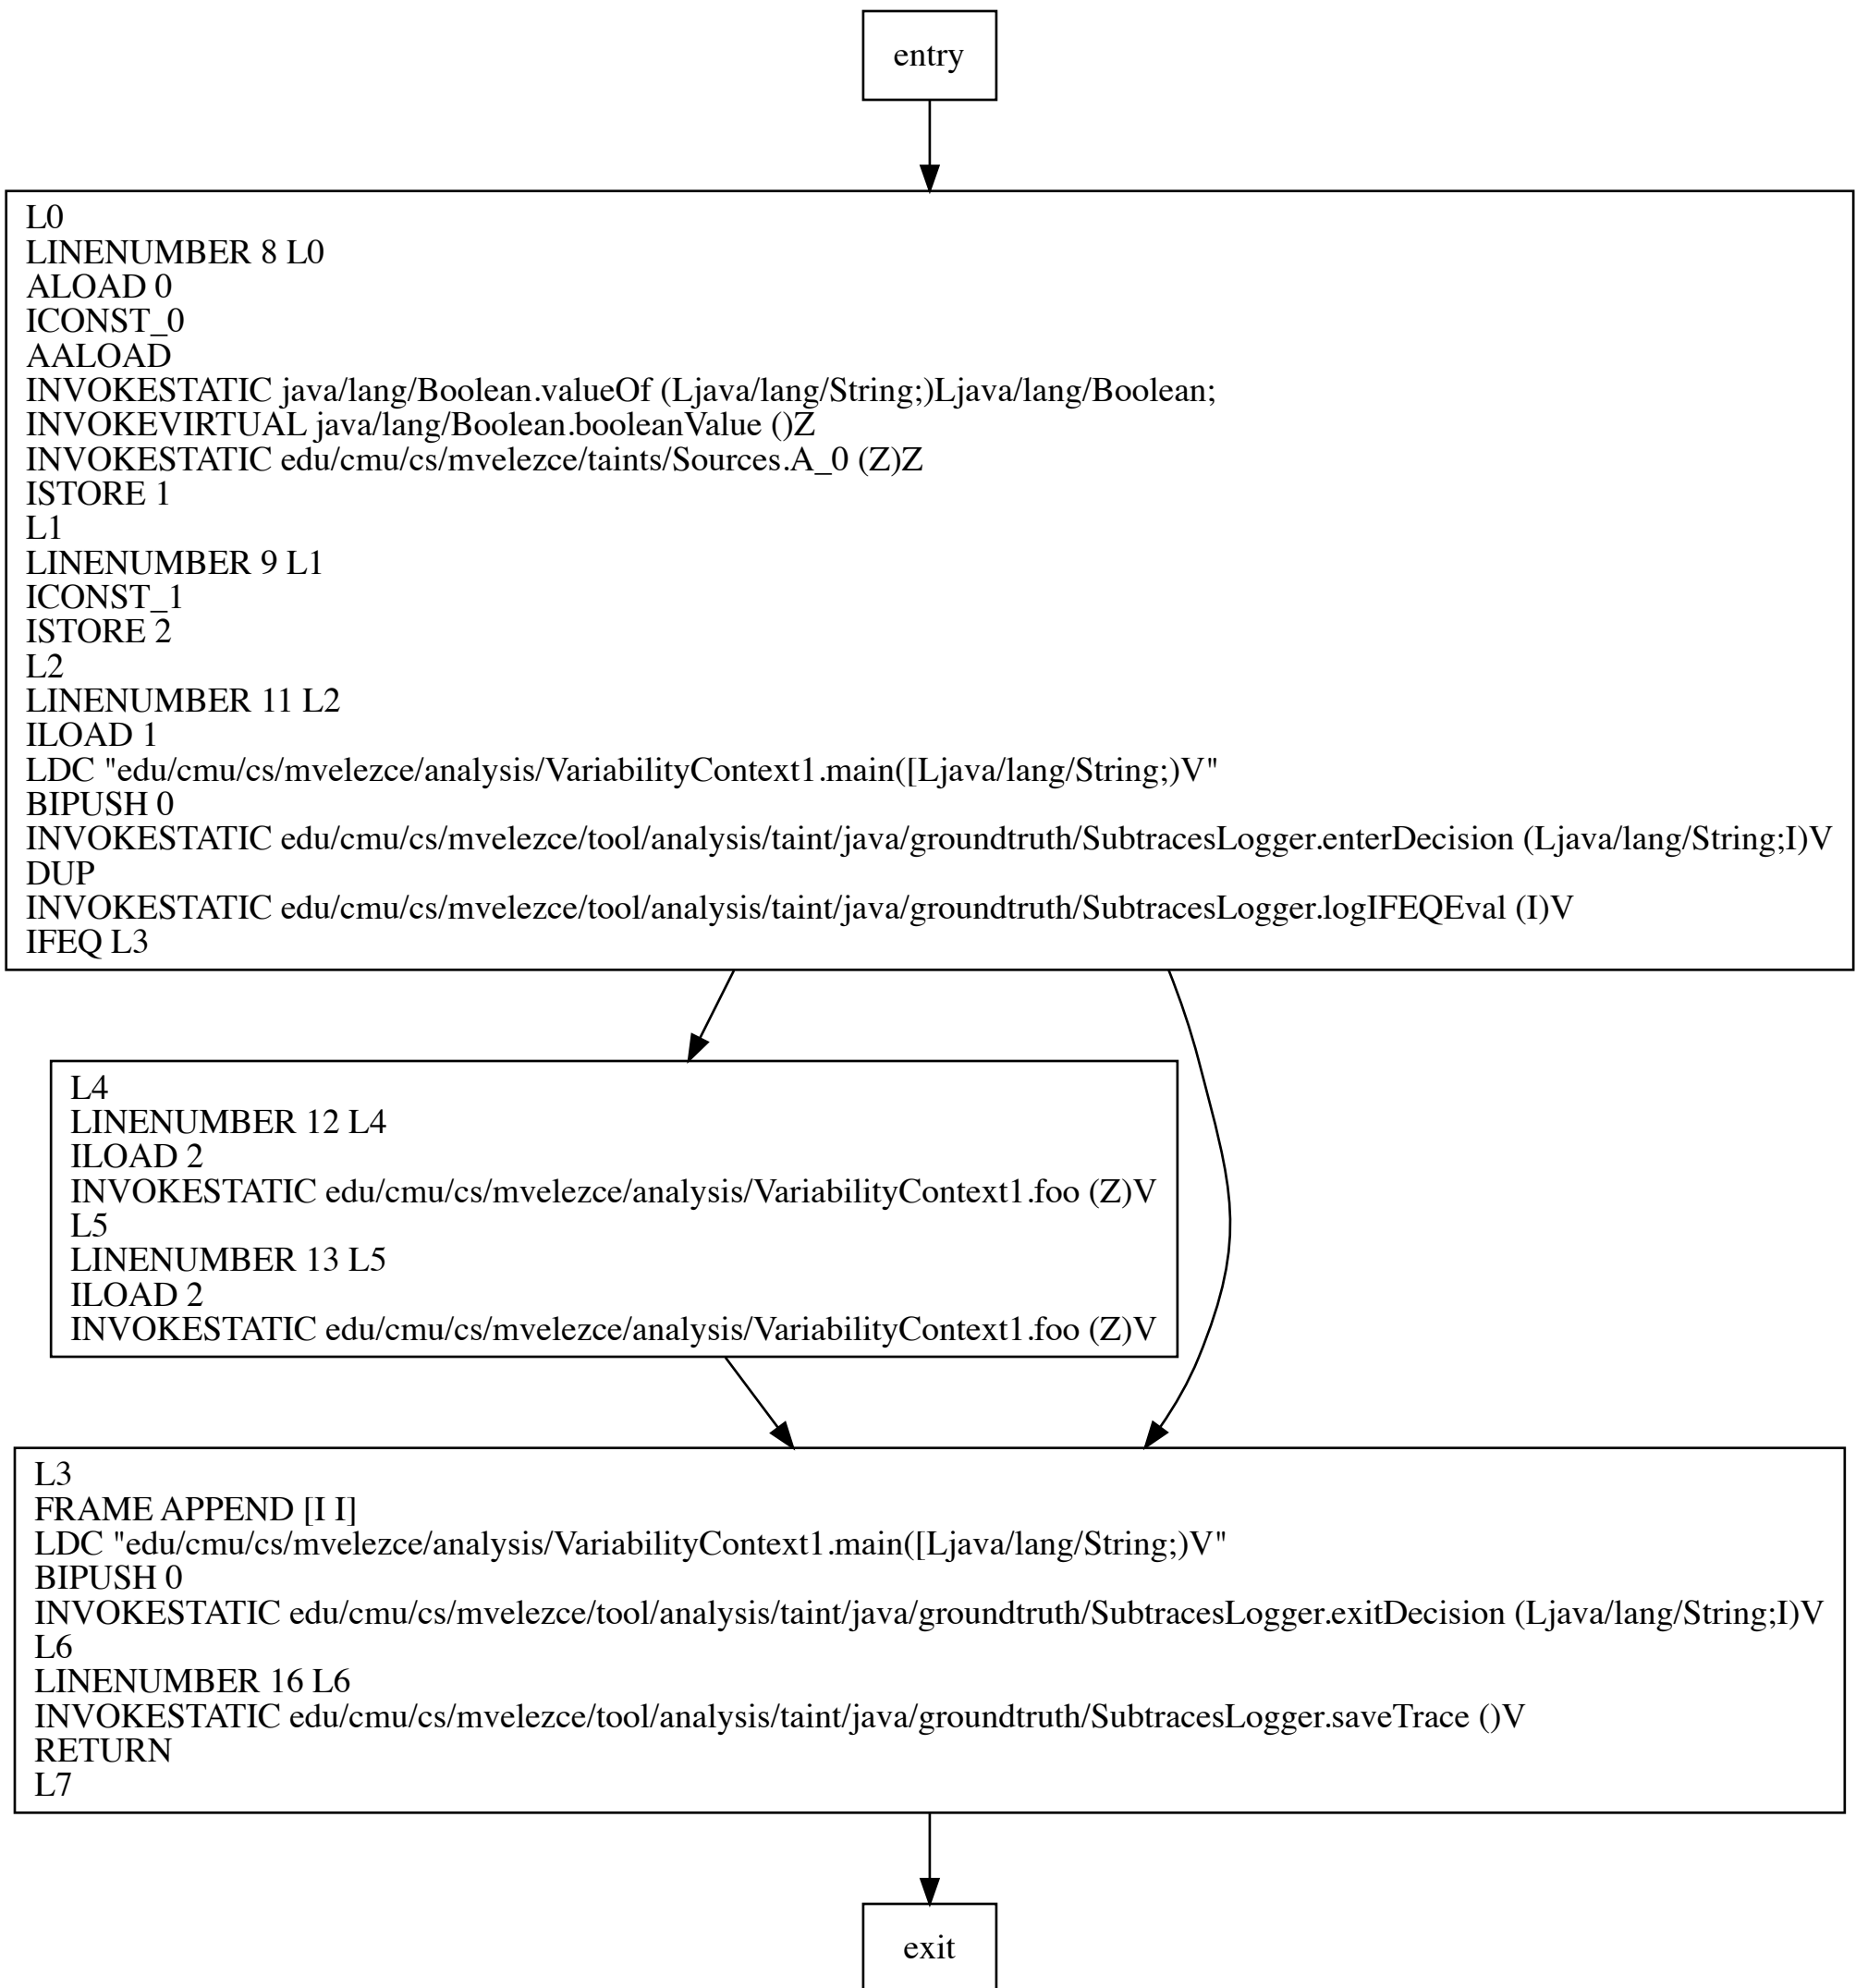 entry
L0
LINENUMBER 8 L0
ALOAD 0
ICONST_0
AALOAD
INVOKESTATIC java/lang/Boolean.valueOf (Ljava/lang/String;)Ljava/lang/Boolean;
INVOKEVIRTUAL java/lang/Boolean.booleanValue ()Z
INVOKESTATIC edu/cmu/cs/mvelezce/taints/Sources.A_0 (Z)Z
ISTORE 1
L1
LINENUMBER 9 L1
ICONST_1
ISTORE 2
L2
LINENUMBER 11 L2
ILOAD 1
LDC "edu/cmu/cs/mvelezce/analysis/VariabilityContext1.main([Ljava/lang/String;)V"
BIPUSH 0
INVOKESTATIC edu/cmu/cs/mvelezce/tool/analysis/taint/java/groundtruth/SubtracesLogger.enterDecision (Ljava/lang/String;I)V
DUP
INVOKESTATIC edu/cmu/cs/mvelezce/tool/analysis/taint/java/groundtruth/SubtracesLogger.logIFEQEval (I)V
IFEQ L3
L4
LINENUMBER 12 L4
ILOAD 2
INVOKESTATIC edu/cmu/cs/mvelezce/analysis/VariabilityContext1.foo (Z)V
L5
LINENUMBER 13 L5
ILOAD 2
INVOKESTATIC edu/cmu/cs/mvelezce/analysis/VariabilityContext1.foo (Z)V
L3
FRAME APPEND [I I]
LDC "edu/cmu/cs/mvelezce/analysis/VariabilityContext1.main([Ljava/lang/String;)V"
BIPUSH 0
INVOKESTATIC edu/cmu/cs/mvelezce/tool/analysis/taint/java/groundtruth/SubtracesLogger.exitDecision (Ljava/lang/String;I)V
L6
LINENUMBER 16 L6
INVOKESTATIC edu/cmu/cs/mvelezce/tool/analysis/taint/java/groundtruth/SubtracesLogger.saveTrace ()V
RETURN
L7
exit